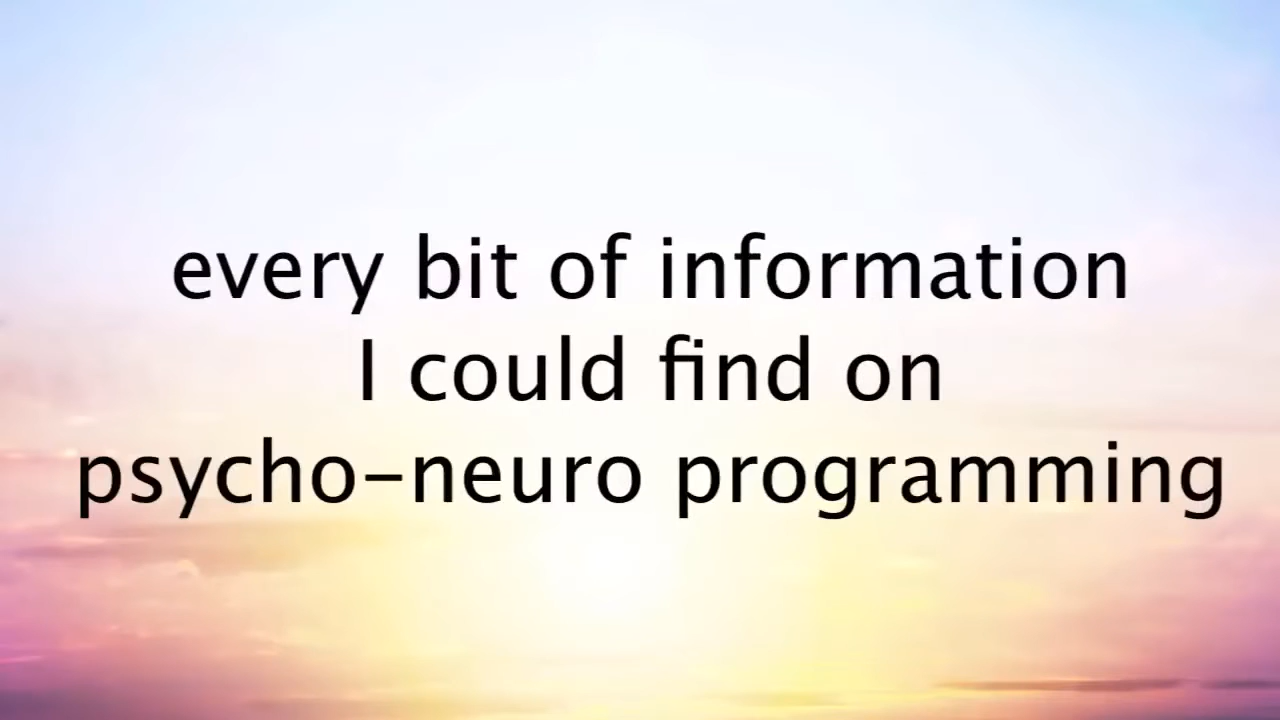 every bit of information
I could find on
psycho-neuro programming